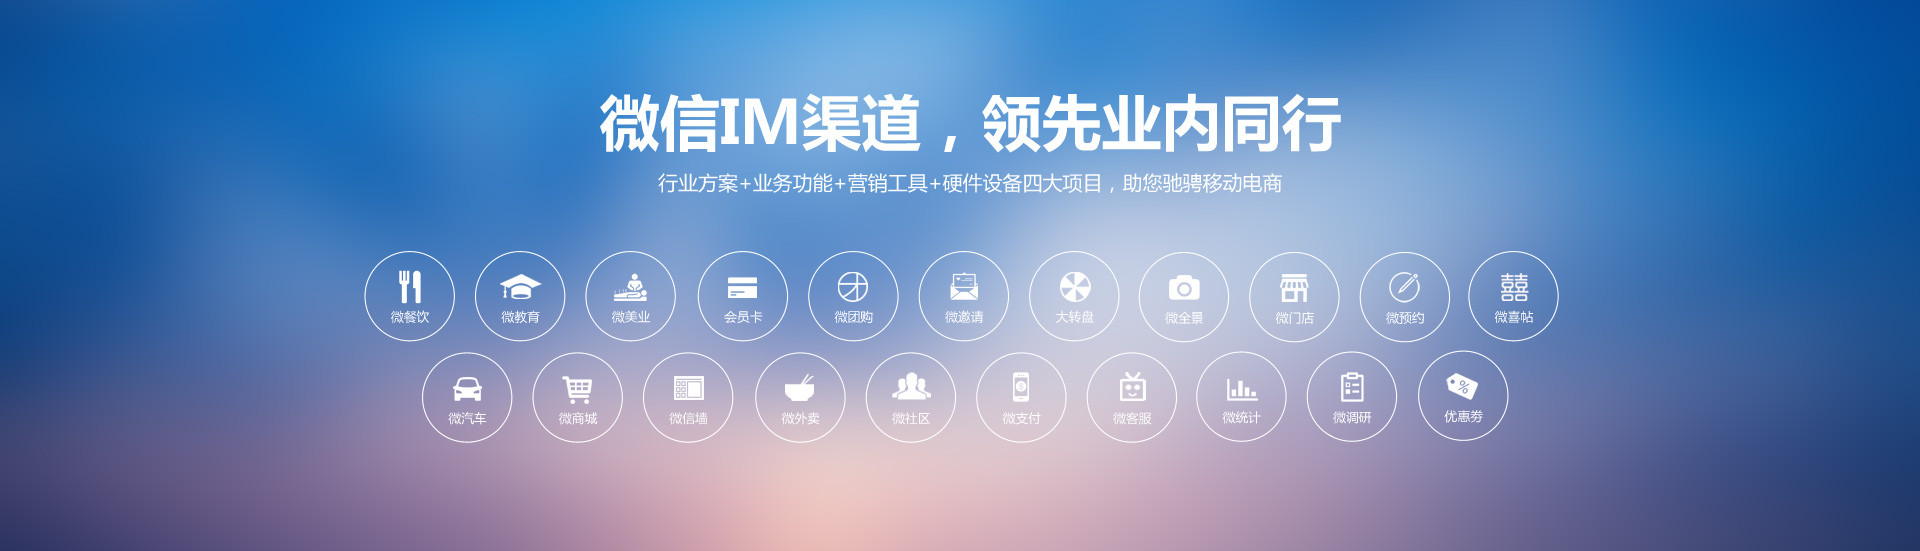 微信IM渠道，领先业内同行
行业方案+业务功能+营销工具+硬件设备四大项目，助您驰骋移动电商
微餐饮 微教育 微美业 会员卡 微团购 微邀请 大转盘 微全景 微门店 微预约 微喜帖
微汽车 微商城 微信墙 微外卖 微社区 微支付 微客服 微统计 微调研 优惠劵